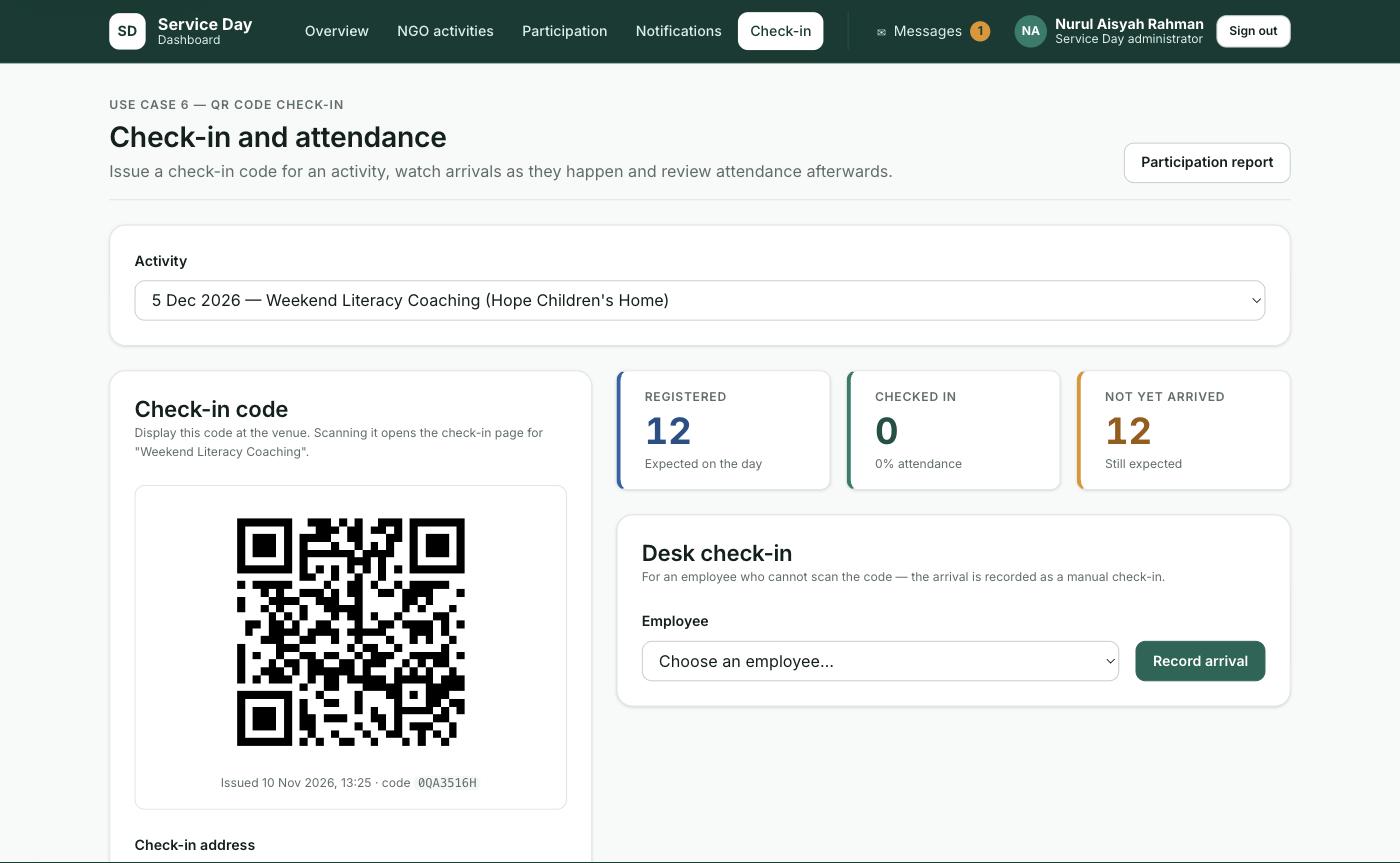 SD
Service Day
Dashboard
Overview
NGO activities
Participation
Notifications
Check-in
✉ Messages 1
NA
Nurul Aisyah Rahman
Service Day administrator
Sign out
USE CASE 6 — QR CODE CHECK-IN
Check-in and attendance
Issue a check-in code for an activity, watch arrivals as they happen and review attendance afterwards.
Participation report
Activity
5 Dec 2026 — Weekend Literacy Coaching (Hope Children's Home)
Check-in code
Display this code at the venue. Scanning it opens the check-in page for
"Weekend Literacy Coaching".
Issued 10 Nov 2026, 13:25 · code 0QA3516H
Check-in address
REGISTERED
12
Expected on the day
CHECKED IN
0
0% attendance
NOT YET ARRIVED
12
Still expected
Desk check-in
For an employee who cannot scan the code — the arrival is recorded as a manual check-in.
Employee
Choose an employee...
Record arrival